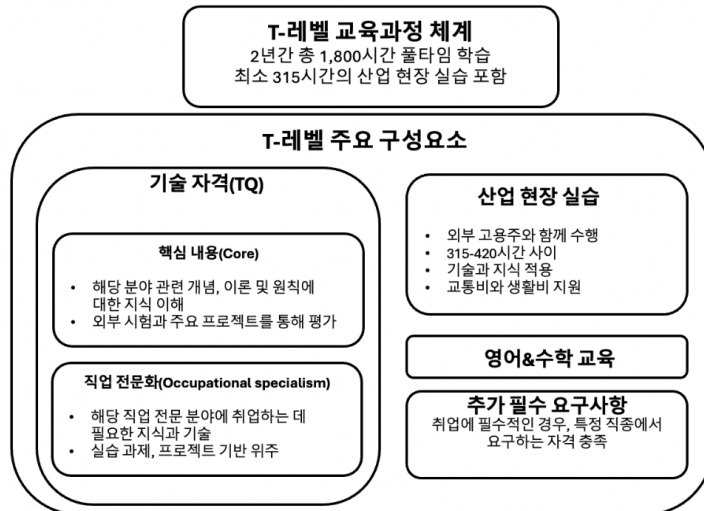 T-레벨 교육과정 체계
2년간 총 1,800시간 풀타임 학습
최소 315시간의 산업 현장 실습 포함
T-레벨 주요 구성요소
기술 자격(TQ)
핵심 내용(Core)
• 해당 분야 관련 개념, 이론 및 원칙에
대한 지식 이해
• 외부 시험과 주요 프로젝트를 통해 평가
직업 전문화(Occupational specialism)
• 해당 직업 전문 분야에 취업하는 데
필요한 지식과 기술
• 실습 과제, 프로젝트 기반 위주
산업 현장 실습
• 외부 고용주와 함께 수행
• 315-420시간 사이
• 기술과 지식 적용
• 교통비와 생활비 지원
영어&수학 교육
추가 필수 요구사항
취업에 필수적인 경우, 특정 직종에서
요구하는 자격 충족